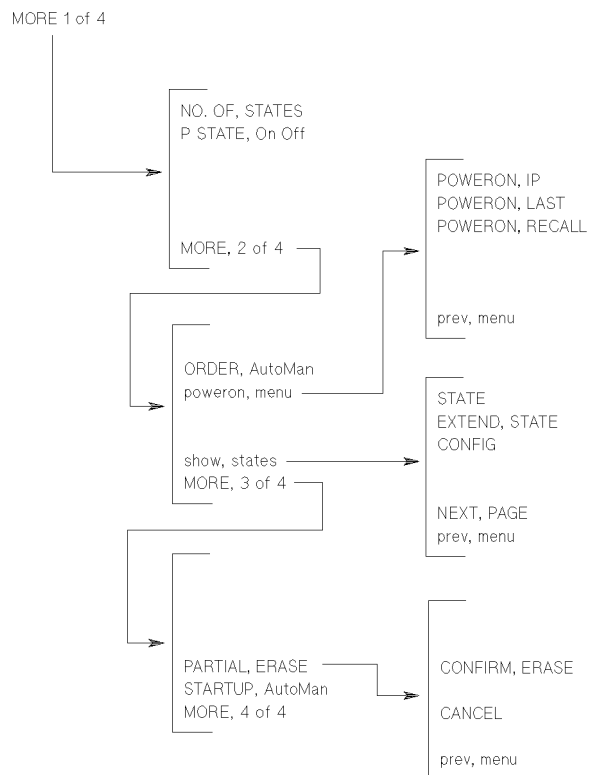 MORE 1 of 4
NO. OF, STATES
P STATE, On Off
MORE, 2 of 4
POWERON, IP
POWERON, LAST
POWERON, RECALL
prev, menu
ORDER, AutoMan
poweron, menu
show, states
MORE, 3 of 4
STATE
EXTEND, STATE
CONFIG
NEXT, PAGE
prev, menu
PARTIAL, ERASE
STARTUP, AutoMan
MORE, 4 of 4
CONFIRM, ERASE
CANCEL
prev, menu